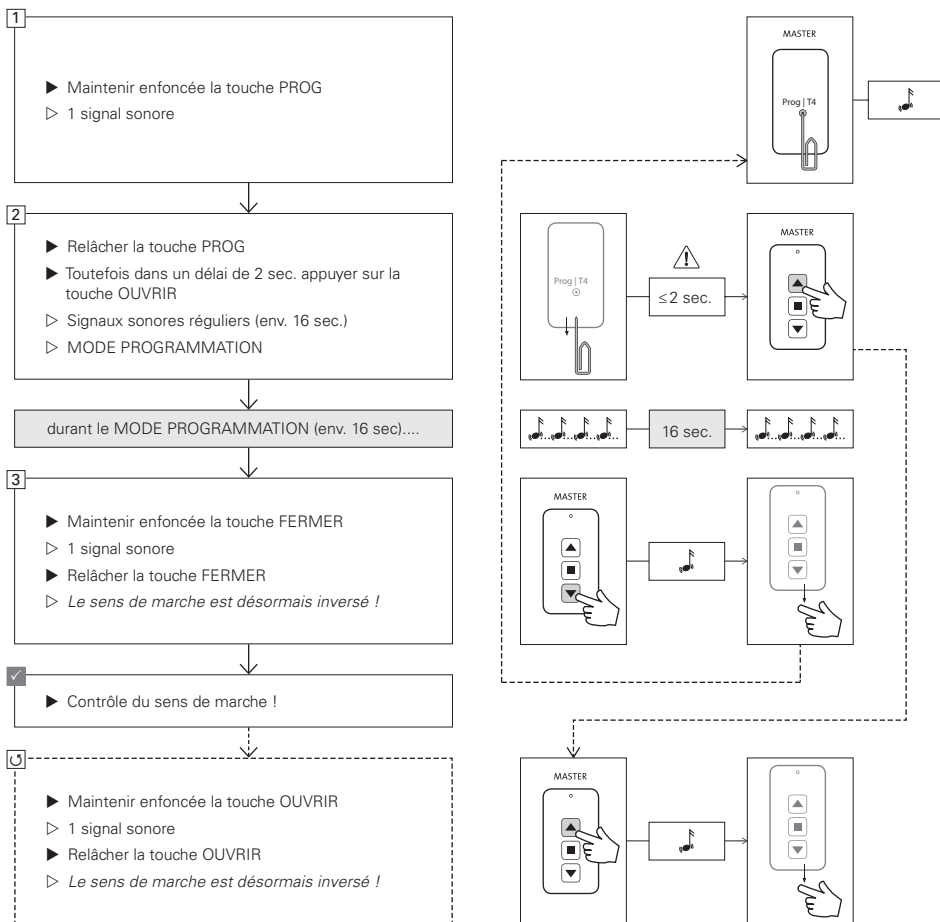 1
▶ Maintenir enfoncée la touche PROG
▷ 1 signal sonore
2
▶ Relâcher la touche PROG
▶ Toutefois dans un délai de 2 sec. appuyer sur la
touche OUVRIR
▷ Signaux sonores réguliers (env. 16 sec.)
▷ MODE PROGRAMMATION
durant le MODE PROGRAMMATION (env. 16 sec)....
3
▶ Maintenir enfoncée la touche FERMER
▷ 1 signal sonore
▶ Relâcher la touche FERMER
▷ Le sens de marche est désormais inversé !
✓
▶ Contrôle du sens de marche !
▶ Maintenir enfoncée la touche OUVRIR
▷ 1 signal sonore
▶ Relâcher la touche OUVRIR
▷ Le sens de marche est désormais inversé !
MASTER
Prog | T4
Prog | T4
≤2 sec.
MASTER
16 sec.
MASTER
MASTER